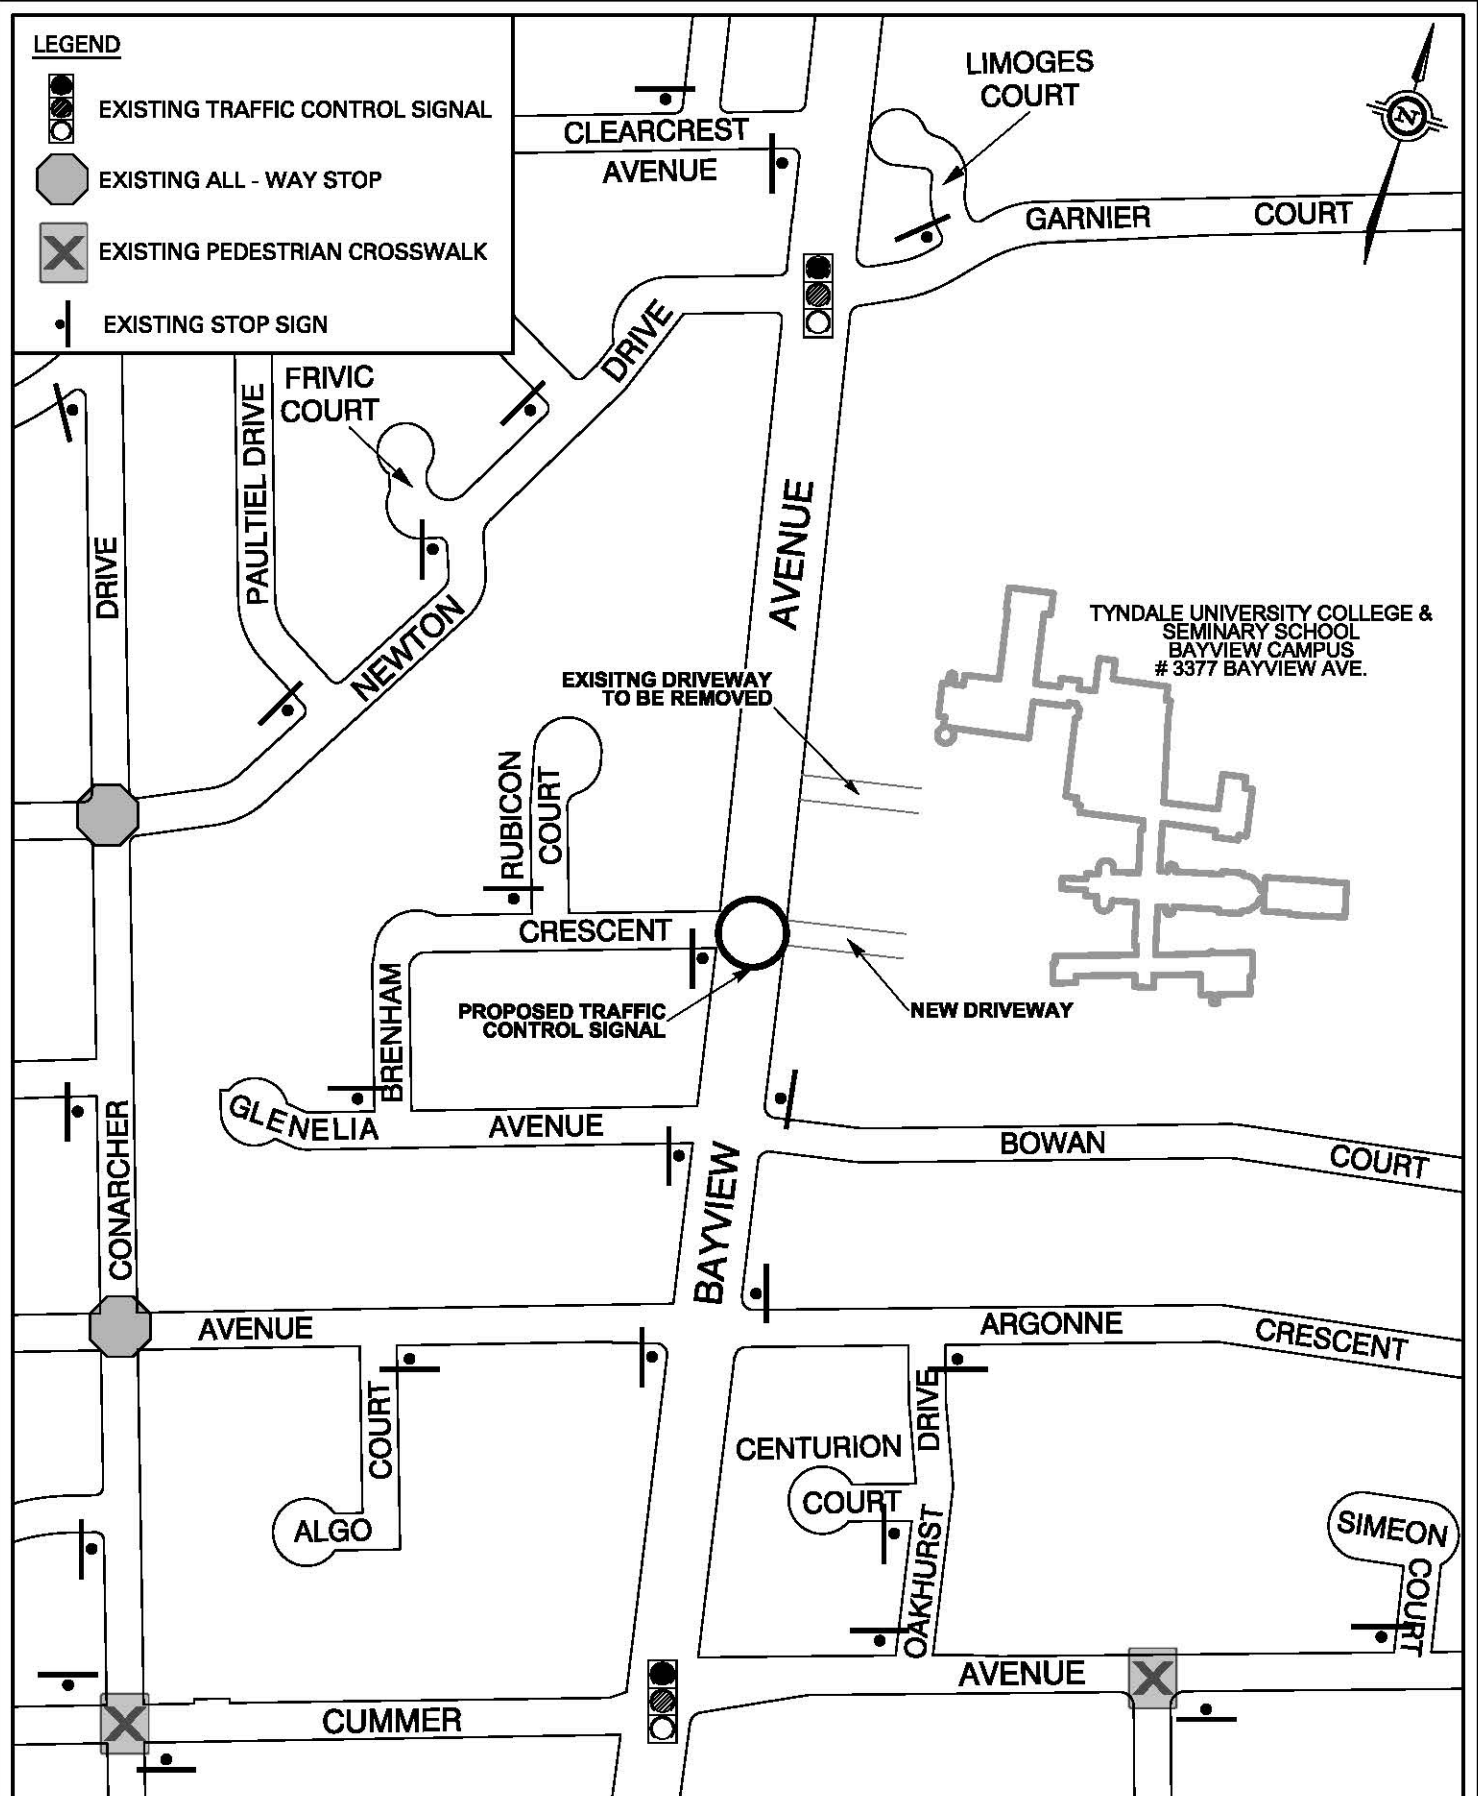 LEGEND
EXISTING TRAFFIC CONTROL SIGNAL
EXISTING ALL - WAY STOP
EXISTING PEDESTRIAN CROSSWALK
EXISTING STOP SIGN
LIMOGES
COURT
N
CLEARCREST
AVENUE
GARNIER COURT
DRIVE
FRIVIC
COURT
PAULTIEL DRIVE
DRIVE
AVENUE
NEWTON
TYNDALE UNIVERSITY COLLEGE &
SEMINARY SCHOOL
BAYVIEW CAMPUS
# 3377 BAYVIEW AVE.
EXISITNG DRIVEWAY
TO BE REMOVED
RUBICON
COURT
CRESCENT
BRENHAM
PROPOSED TRAFFIC
CONTROL SIGNAL
NEW DRIVEWAY
GLENELIA AVENUE
BOWAN COURT
CONARCHER
BAYVIEW
AVENUE
ARGONNE CRESCENT
COURT
ALGO
DRIVE
CENTURION
COURT
OAKHURST
SIMEON
COURT
AVENUE
CUMMER